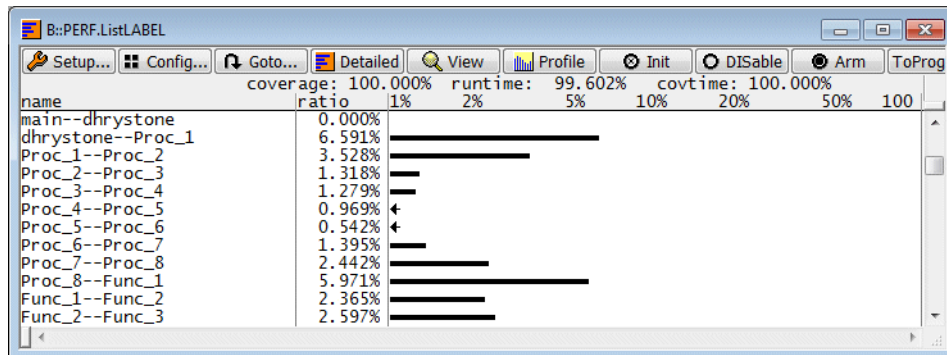 B::PERF.ListLABEL
Setup... Config... Goto... Detailed View Profile Init DISable Arm ToProg
coverage: 100.000% runtime: 99.602% covtime: 100.000%
name ratio 1% 2% 5% 10% 20% 50% 100
main--dhrystone 0.000%
dhrystone--Proc_1 6.591%
Proc_1--Proc_2 3.528%
Proc_2--Proc_3 1.318%
Proc_3--Proc_4 1.279%
Proc_4--Proc_5 0.969%
Proc_5--Proc_6 0.542%
Proc_6--Proc_7 1.395%
Proc_7--Proc_8 2.442%
Proc_8--Func_1 5.971%
Func_1--Func_2 2.365%
Func_2--Func_3 2.597%